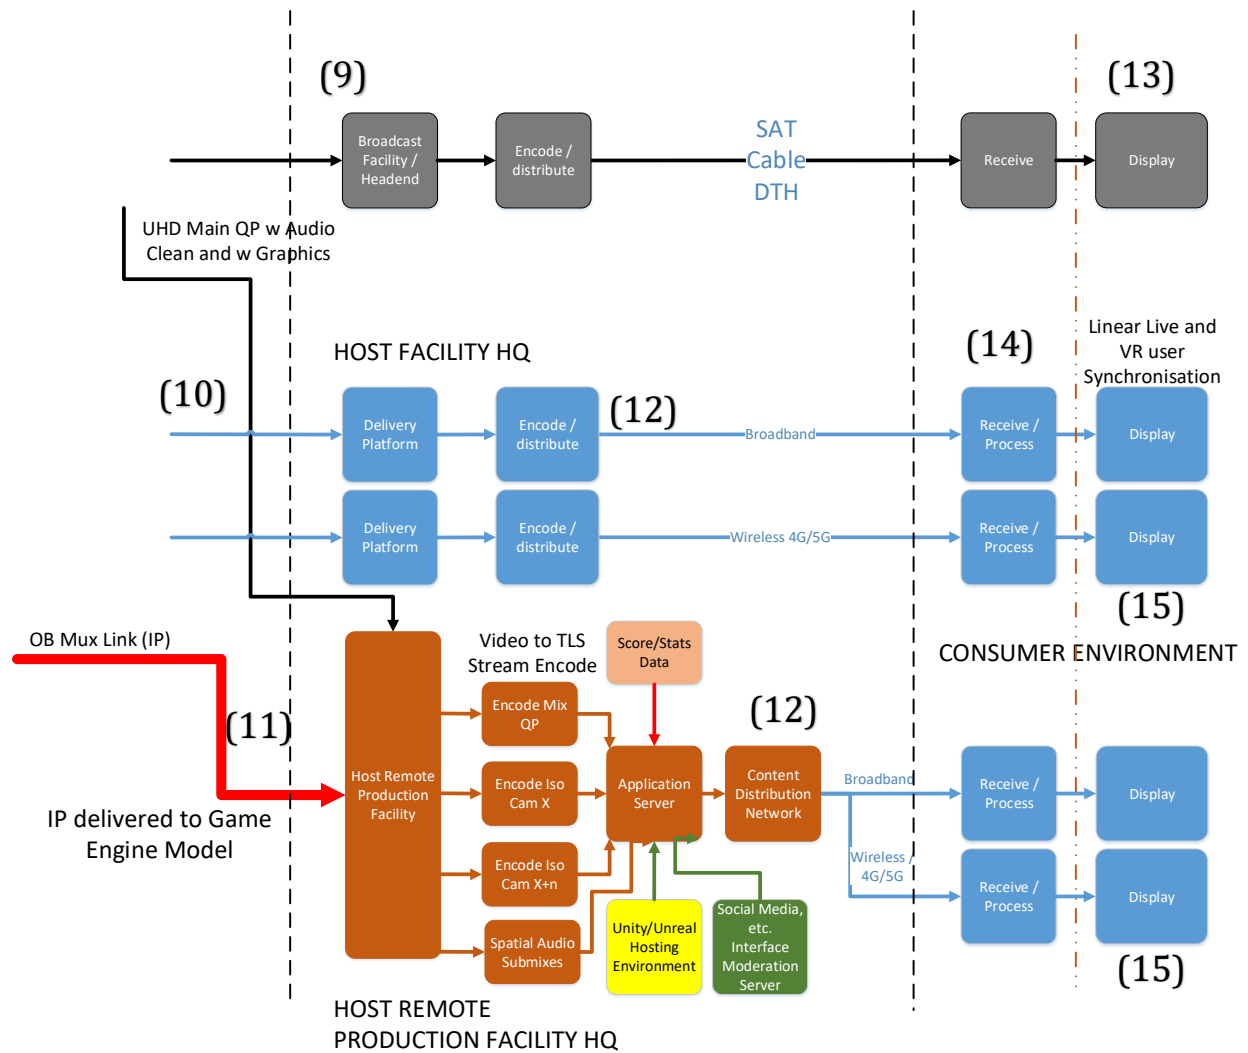 (9)
(13)
Broadcast
Facility /
Headend
Encode /
distribute
SAT
Cable
DTH
Receive
Display
UHD Main QP w Audio
Clean and w Graphics
HOST FACILITY HQ
(14)
Linear Live and
VR user
Synchronisation
(10)
Delivery
Platform
Encode /
distribute
(12)
Broadband
Receive /
Process
Display
Delivery
Platform
Encode /
distribute
Wireless 4G/5G
Receive /
Process
Display
(15)
OB Mux Link (IP)
Video to TLS
Stream Encode
Score/Stats
Data
CONSUMER ENVIRONMENT
(11)
Encode Mix
QP
(12)
Host Remote
Production
Facility
Encode Iso
Cam X
Application
Server
Content
Distribution
Network
Broadband
Receive /
Process
Display
IP delivered to Game
Engine Model
Encode Iso
Cam X+n
Wireless /
4G/5G
Receive /
Process
Display
Spatial Audio
Submixes
Unity/Unreal
Hosting
Environment
Social Media,
etc.
Interface
Moderation
Server
(15)
HOST REMOTE
PRODUCTION FACILITY HQ